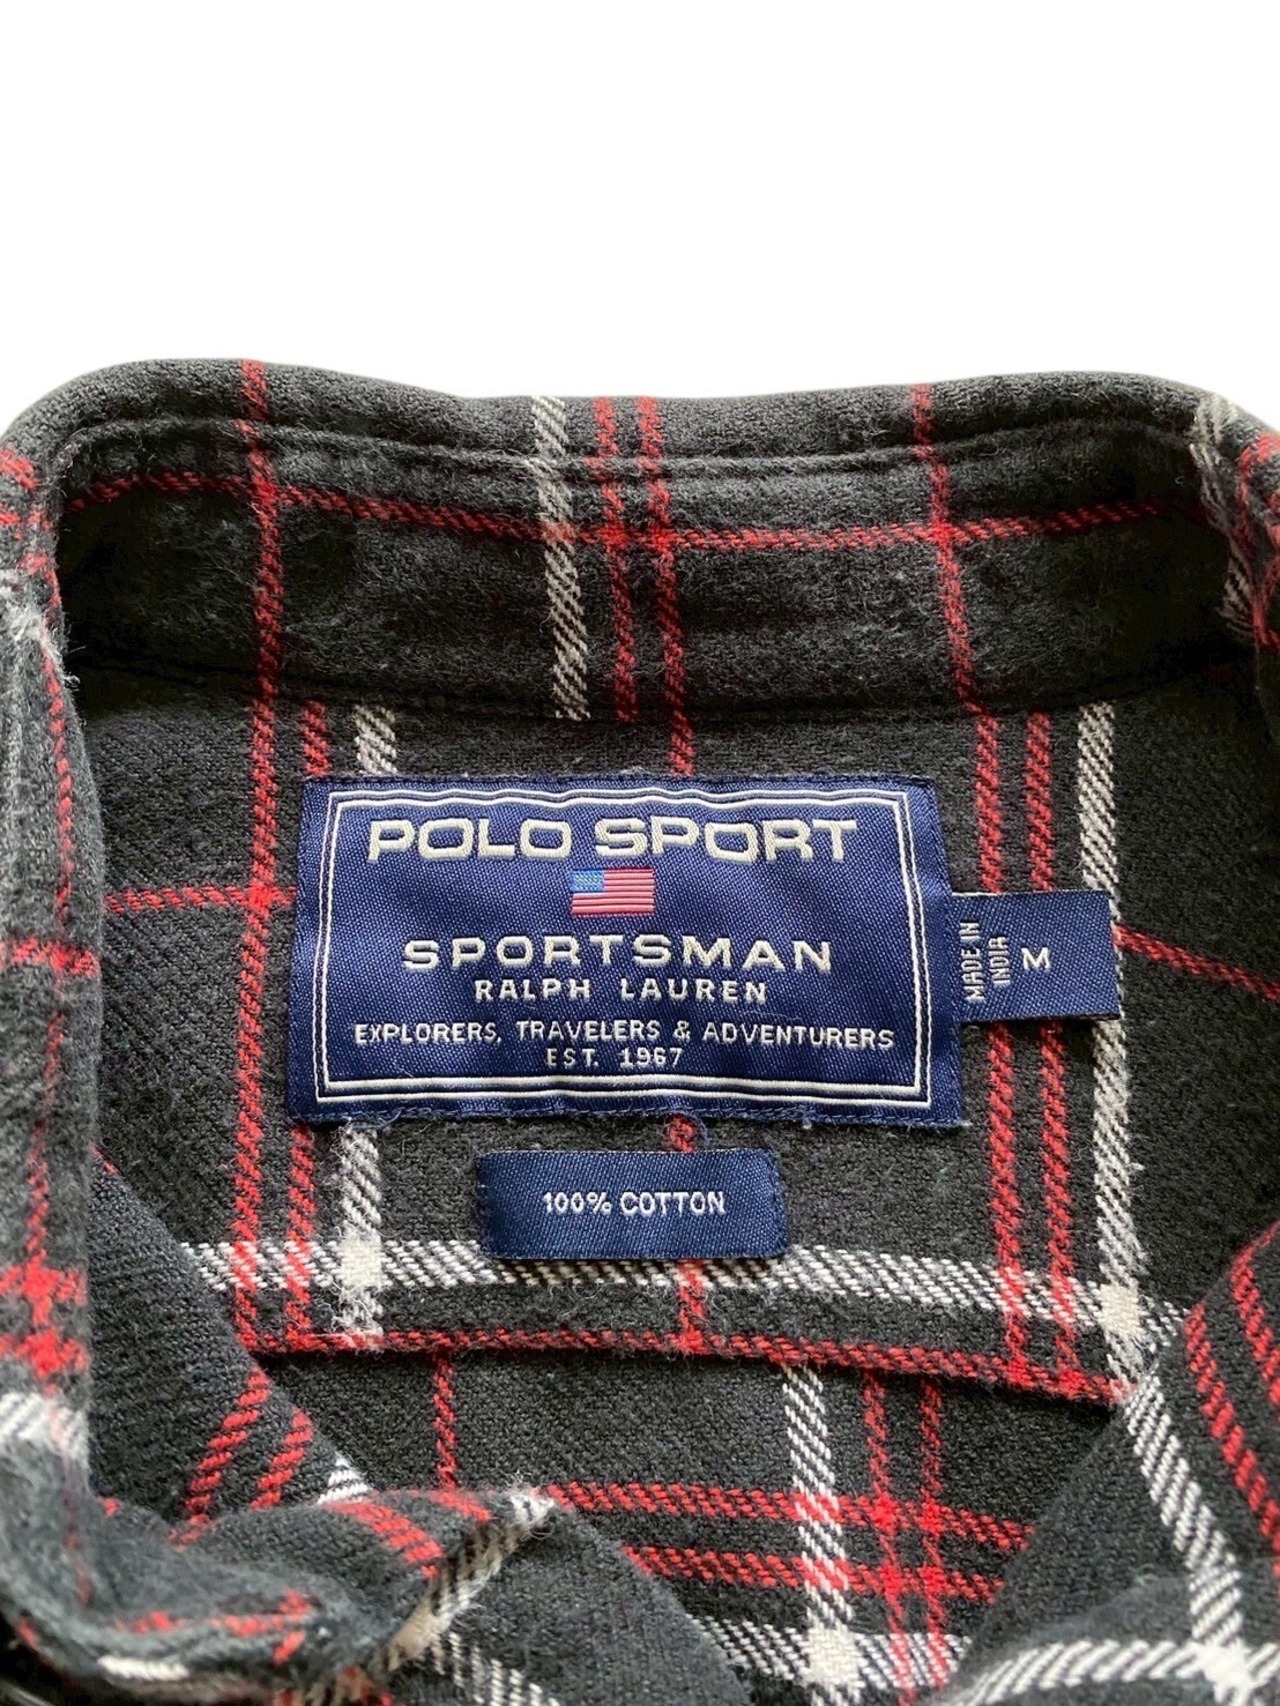 POLO SPORT
SPORTSMAN
RALPH LAUREN
EXPLORERS, TRAVELERS & ADVENTURERS
EST. 1967
MADE IN
INDIA
M
100% COTTON